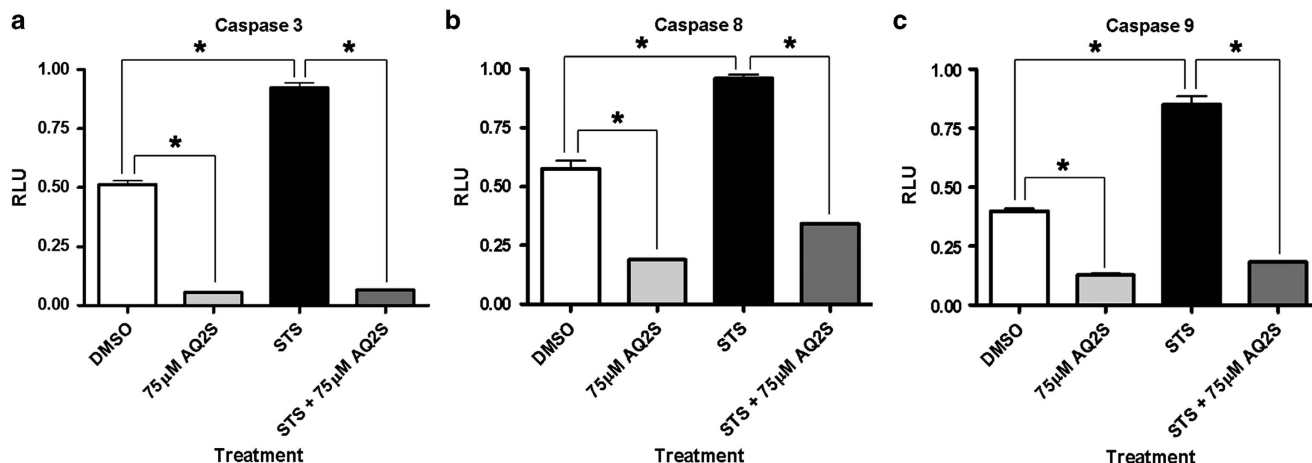 a
Caspase 3
*
*
*
1.00
0.75
0.50
0.25
0.00
RLU
DMSO
75μM AQ2S
STS
STS + 75μM AQ2S
Treatment
b
Caspase 8
*
*
*
1.00
0.75
0.50
0.25
0.00
RLU
DMSO
75μM AQ2S
STS
STS + 75μM AQ2S
Treatment
c
Caspase 9
*
*
*
1.00
0.75
0.50
0.25
0.00
RLU
DMSO
75μM AQ2S
STS
STS + 75μM AQ2S
Treatment